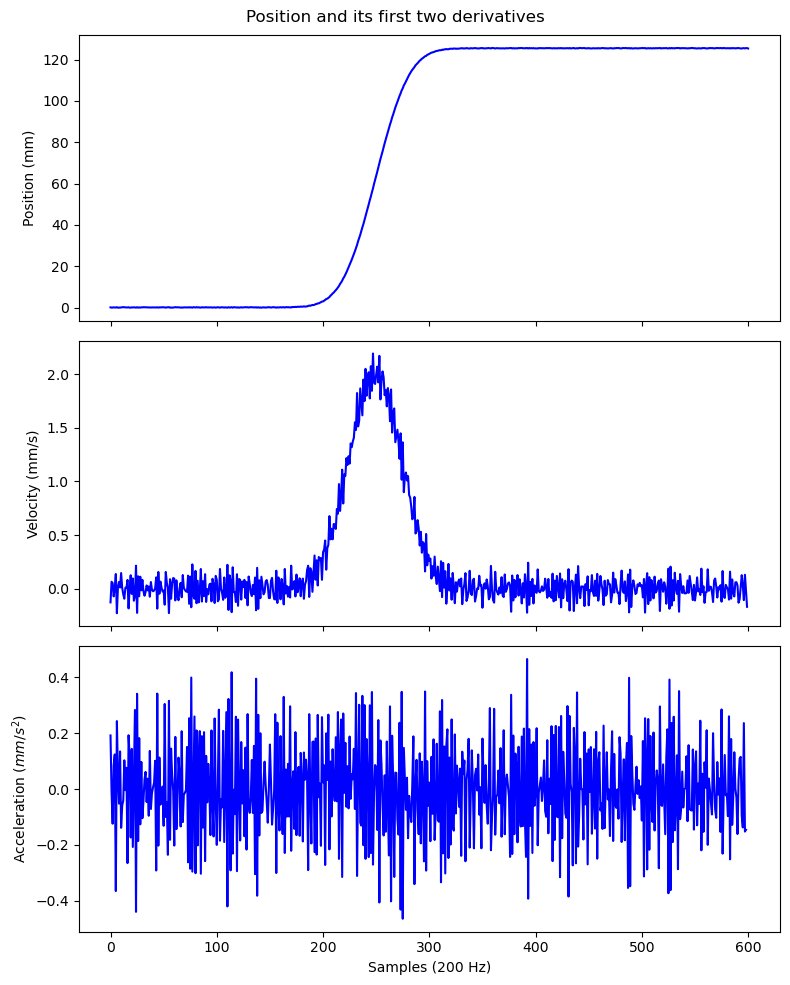 Position and its first two derivatives
120
100
80
60
40
20
0
Position (mm)
2.0
1.5
1.0
0.5
0.0
Velocity (mm/s)
0.4
0.2
0.0
−0.2
−0.4
Acceleration (mm/s²)
0 100 200 300 400 500 600
Samples (200 Hz)